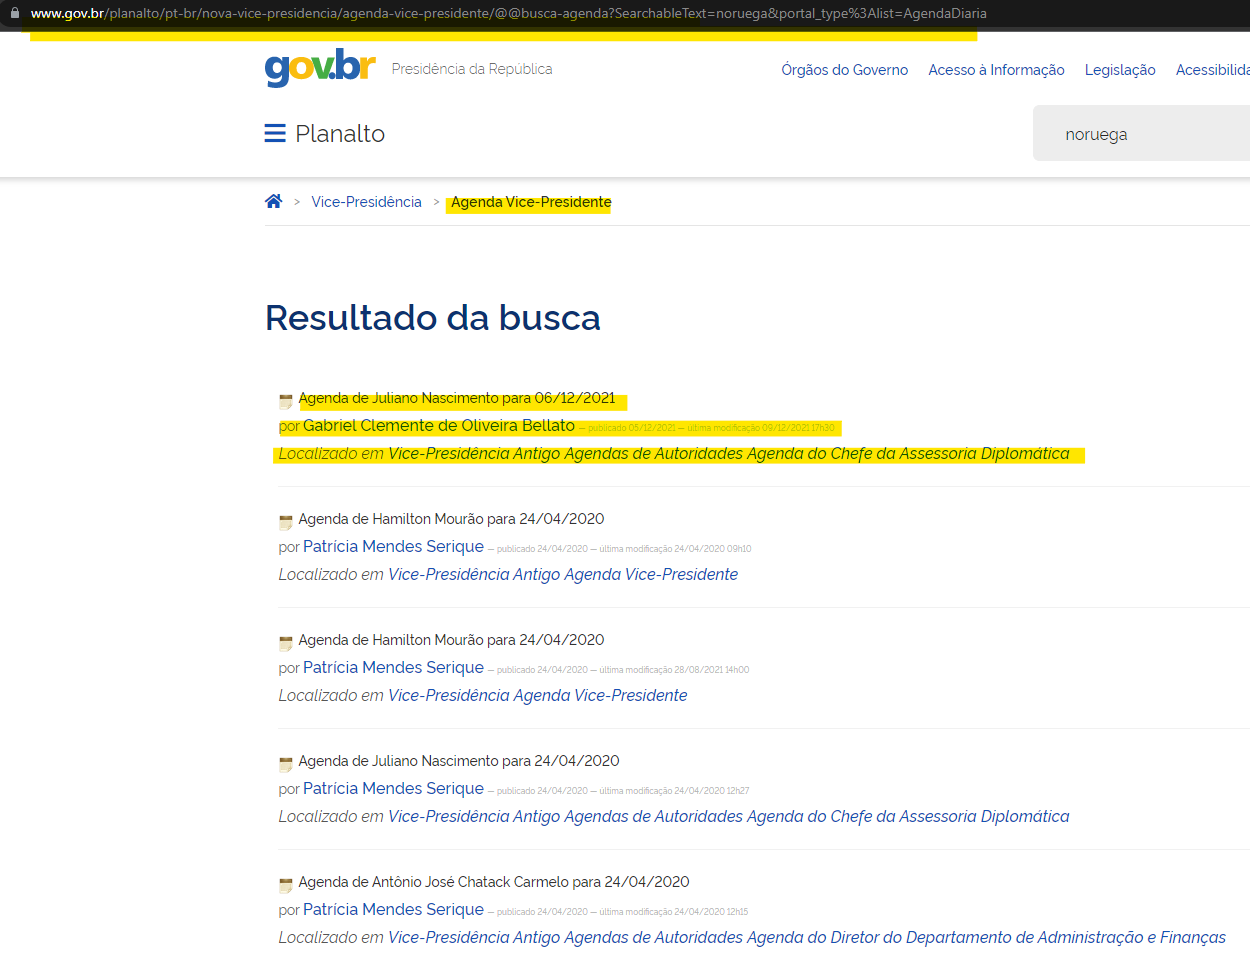 www.gov.br/planalto/pt-br/nova-vice-presidencia/agenda-vice-presidente/@@busca-agenda?SearchableText=noruega&portal_type%3Alist=AgendaDiaria
gov.br Presidência da República Órgãos do Governo Acesso à Informação Legislação Acessibilida
Planalto noruega
> Vice-Presidência > Agenda Vice-Presidente
Resultado da busca
Agenda de Juliano Nascimento para 06/12/2021
por Gabriel Clemente de Oliveira Bellato — publicado 05/12/2021 — última modificação 09/12/2021 17h30
Localizado em Vice-Presidência Antigo Agendas de Autoridades Agenda do Chefe da Assessoria Diplomática
Agenda de Hamilton Mourão para 24/04/2020
por Patrícia Mendes Serique — publicado 24/04/2020 — última modificação 24/04/2020 09h10
Localizado em Vice-Presidência Antigo Agenda Vice-Presidente
Agenda de Hamilton Mourão para 24/04/2020
por Patrícia Mendes Serique — publicado 24/04/2020 — última modificação 28/08/2021 14h00
Localizado em Vice-Presidência Agenda Vice-Presidente
Agenda de Juliano Nascimento para 24/04/2020
por Patrícia Mendes Serique — publicado 24/04/2020 — última modificação 24/04/2020 12h27
Localizado em Vice-Presidência Antigo Agendas de Autoridades Agenda do Chefe da Assessoria Diplomática
Agenda de Antônio José Chatack Carmelo para 24/04/2020
por Patrícia Mendes Serique — publicado 24/04/2020 — última modificação 24/04/2020 12h15
Localizado em Vice-Presidência Antigo Agendas de Autoridades Agenda do Diretor do Departamento de Administração e Finanças